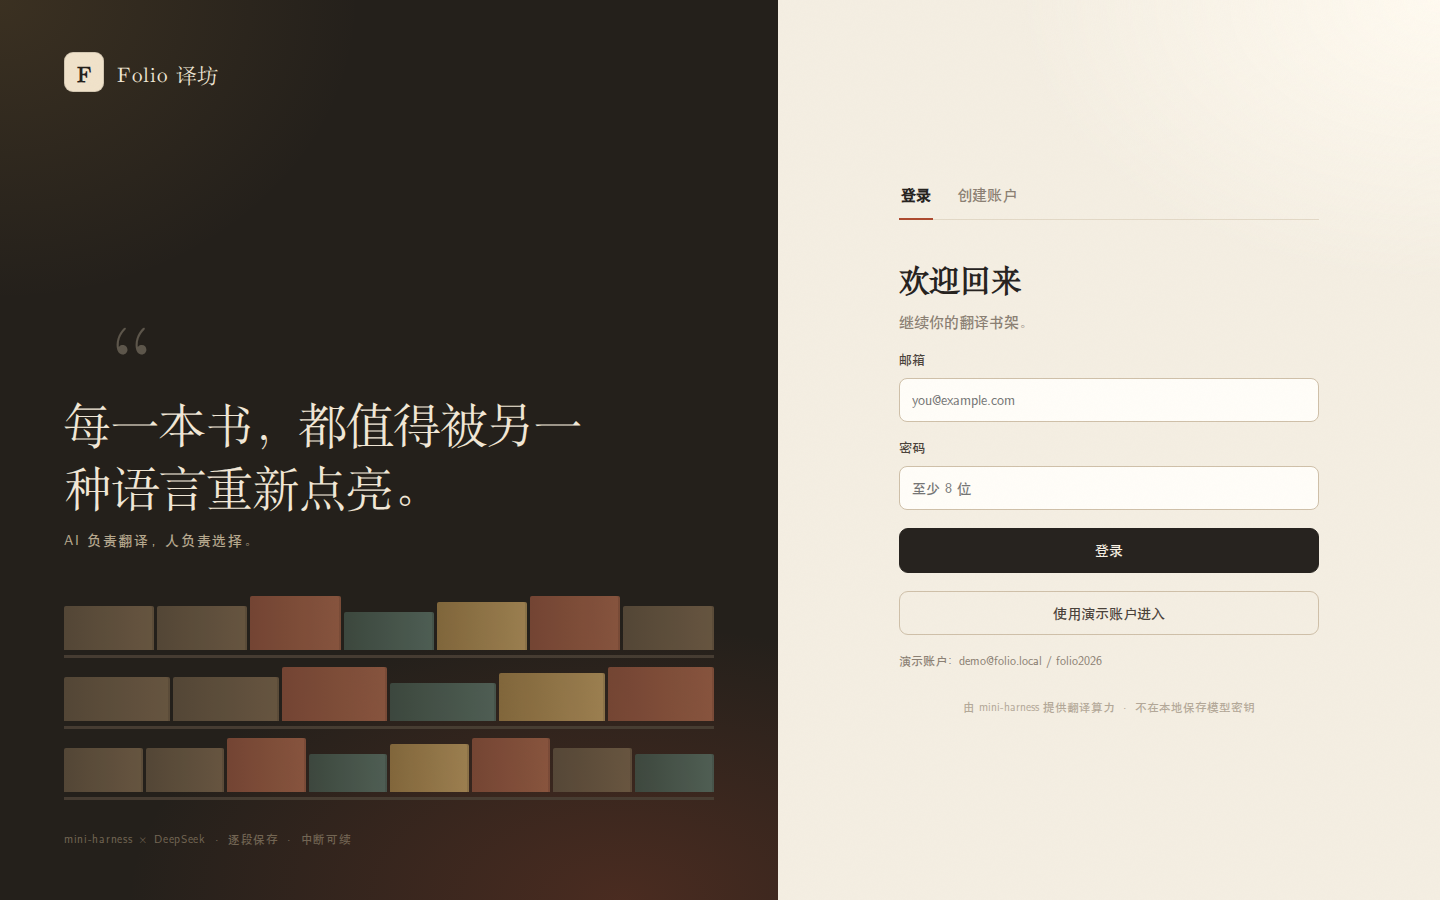 F Folio 译坊
“
每一本书，都值得被另一
种语言重新点亮。
AI 负责翻译，人负责选择。
mini-harness × DeepSeek · 逐段保存 · 中断可续
登录 创建账户
欢迎回来
继续你的翻译书架。
邮箱
you@example.com
密码
至少 8 位
登录
使用演示账户进入
演示账户：demo@folio.local / folio2026
由 mini-harness 提供翻译算力 · 不在本地保存模型密钥